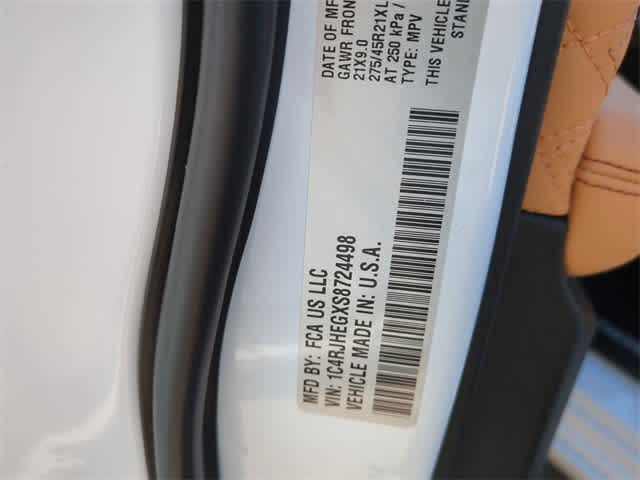 MFD BY: FCA US LLC DATE OF MF
VIN: 1C4RJHEGXS8724498 GAWR FRON
VEHICLE MADE IN: U.S.A. 21X9.0
275/45R21XL
AT 250 kPa /
TYPE: MPV
THIS VEHICLE
STAN